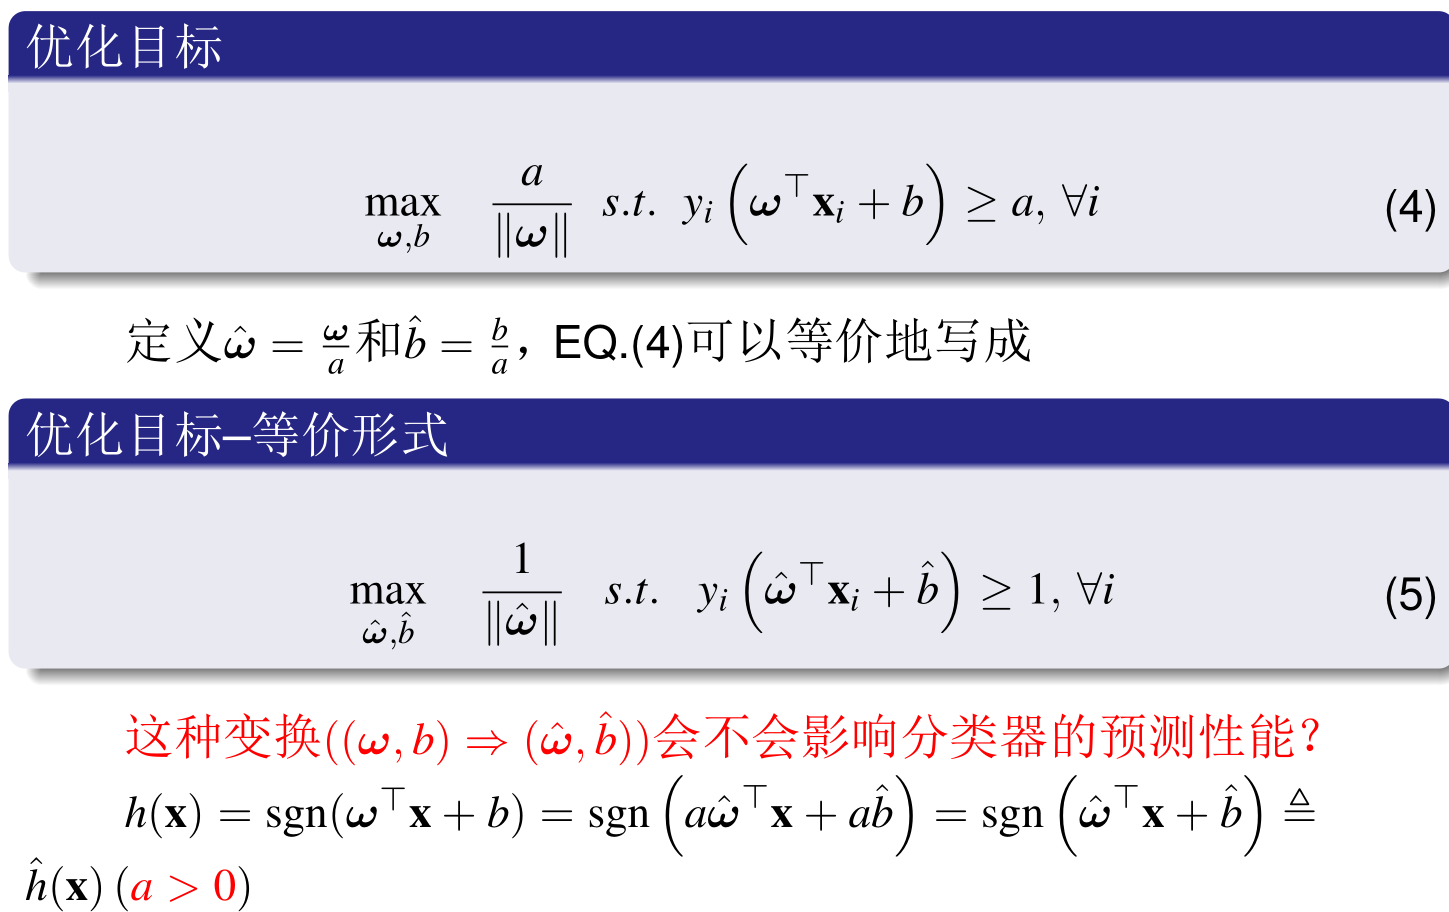 优化目标
$\max_{\boldsymbol{\omega},b} \quad \frac{a}{\|\boldsymbol{\omega}\|} \quad s.t. \quad y_i\left(\boldsymbol{\omega}^\top \mathbf{x}_i + b\right) \geq a, \forall i$ (4)
定义$\hat{\boldsymbol{\omega}} = \frac{\boldsymbol{\omega}}{a}$和$\hat{b} = \frac{b}{a}$，EQ.(4)可以等价地写成
优化目标–等价形式
$\max_{\hat{\boldsymbol{\omega}},\hat{b}} \quad \frac{1}{\|\hat{\boldsymbol{\omega}}\|} \quad s.t. \quad y_i\left(\hat{\boldsymbol{\omega}}^\top \mathbf{x}_i + \hat{b}\right) \geq 1, \forall i$ (5)
这种变换$((\boldsymbol{\omega}, b) \Rightarrow (\hat{\boldsymbol{\omega}}, \hat{b}))$会不会影响分类器的预测性能？
$h(\mathbf{x}) = \mathrm{sgn}(\boldsymbol{\omega}^\top \mathbf{x} + b) = \mathrm{sgn}\left(a\hat{\boldsymbol{\omega}}^\top \mathbf{x} + a\hat{b}\right) = \mathrm{sgn}\left(\hat{\boldsymbol{\omega}}^\top \mathbf{x} + \hat{b}\right) \triangleq$
$\hat{h}(\mathbf{x})\,(a > 0)$